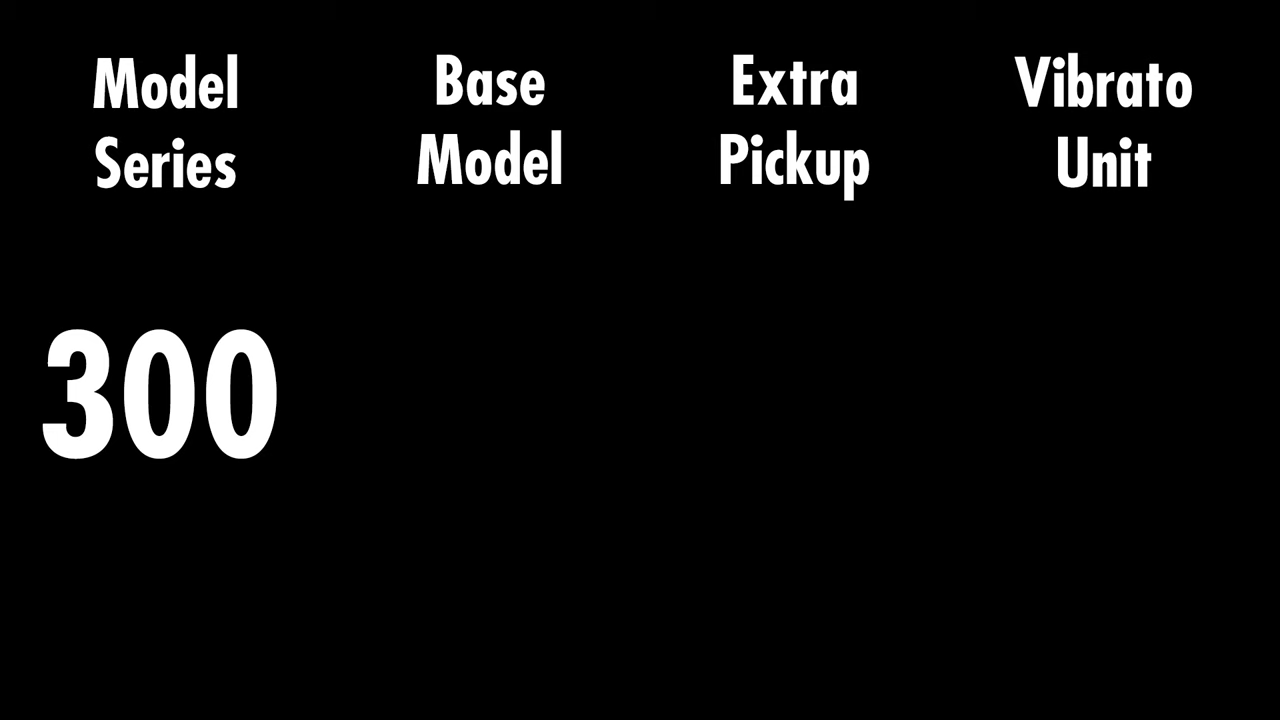 Model Series
Base Model
Extra Pickup
Vibrato Unit
300